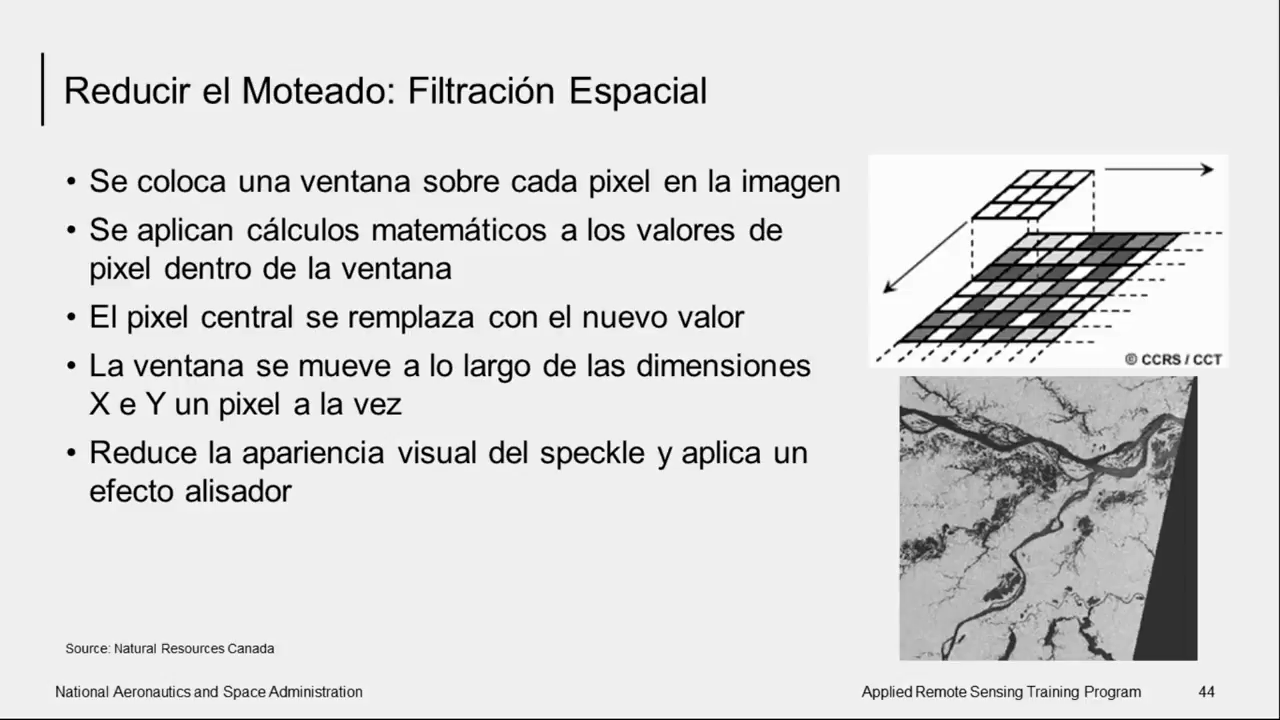 Reducir el Moteado: Filtración Espacial
• Se coloca una ventana sobre cada pixel en la imagen
• Se aplican cálculos matemáticos a los valores de
pixel dentro de la ventana
• El pixel central se remplaza con el nuevo valor
• La ventana se mueve a lo largo de las dimensiones
X e Y un pixel a la vez
• Reduce la apariencia visual del speckle y aplica un
efecto alisador
© CCRS / CCT
Source: Natural Resources Canada
National Aeronautics and Space Administration
Applied Remote Sensing Training Program
44